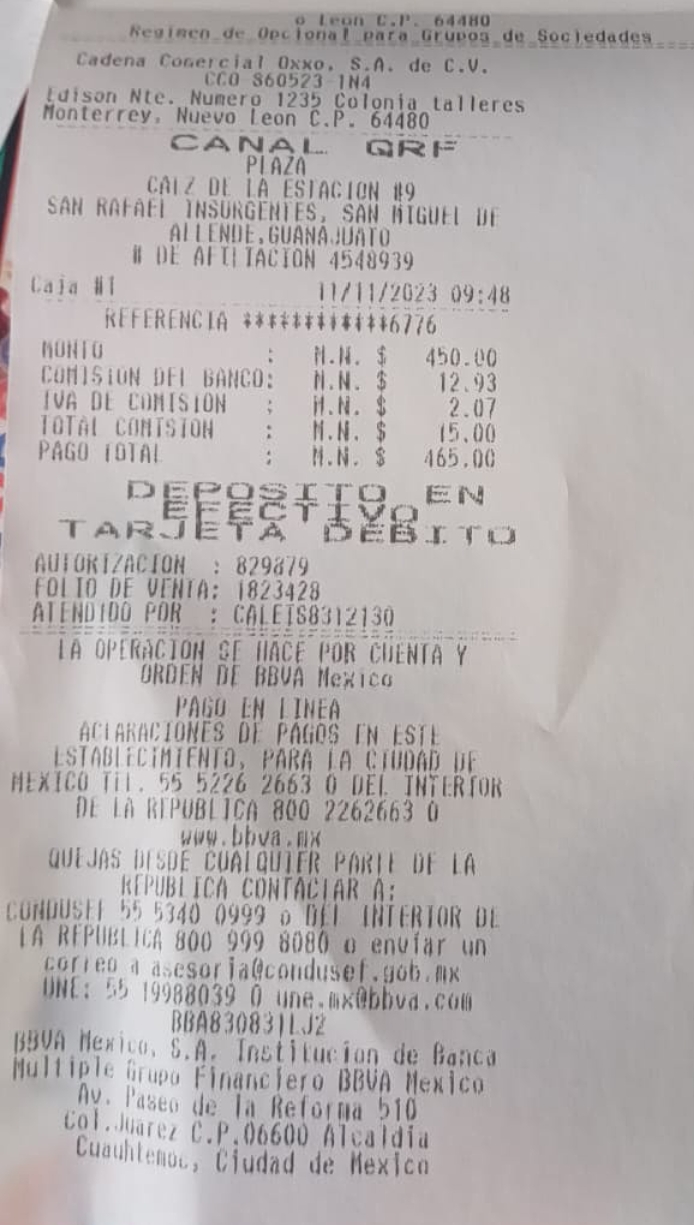 o Leon C.P. 64480
Regimen de Opcional para Grupos de Sociedades
Cadena Comercial Oxxo, S.A. de C.V.
CCO 860523 1N4
Edison Nte. Numero 1235 Colonia talleres
Monterrey, Nuevo Leon C.P. 64480
CANAL GRF
PLAZA
CALZ DE LA ESTACION #9
SAN RAFAEL INSURGENTES, SAN MIGUEL DE
ALLENDE,GUANAJUATO
# DE AFILIACION 4548939
Caja #1 11/11/2023 09:48
REFERENCIA ************6776
MONTO : M.N. $ 450.00
COMISION DEL BANCO: M.N. $ 12.93
IVA DE COMISION : M.N. $ 2.07
TOTAL COMISION : M.N. $ 15.00
PAGO TOTAL : M.N. $ 465.00
DEPOSITO EN
EFECTIVO
TARJETA DEBITO
AUTORIZACION : 829879
FOLIO DE VENTA: 1823428
ATENDIDO POR : CALEIS8312130
LA OPERACION SE HACE POR CUENTA Y
ORDEN DE BBVA Mexico
PAGO EN LINEA
ACLARACIONES DE PAGOS EN ESTE
ESTABLECIMIENTO, PARA LA CIUDAD DE
MEXICO Tel. 55 5226 2663 O DEL INTERIOR
DE LA REPUBLICA 800 2262663 O
www.bbva.mx
QUEJAS DESDE CUALQUIER PARTE DE LA
REPUBLICA CONTACTAR A:
CONDUSEF 55 5340 0999 o DEL INTERIOR DE
LA REPUBLICA 800 999 8080 o enviar un
correo a asesoria@condusef.gob.mx
UNE: 55 19988039 O une.mx@bbva.com
BBA830831LJ2
BBVA Mexico, S.A. Institucion de Banca
Multiple Grupo Financiero BBVA Mexico
Av. Paseo de la Reforma 510
Col.Juarez C.P.06600 Alcaldia
Cuauhtemoc, Ciudad de Mexico